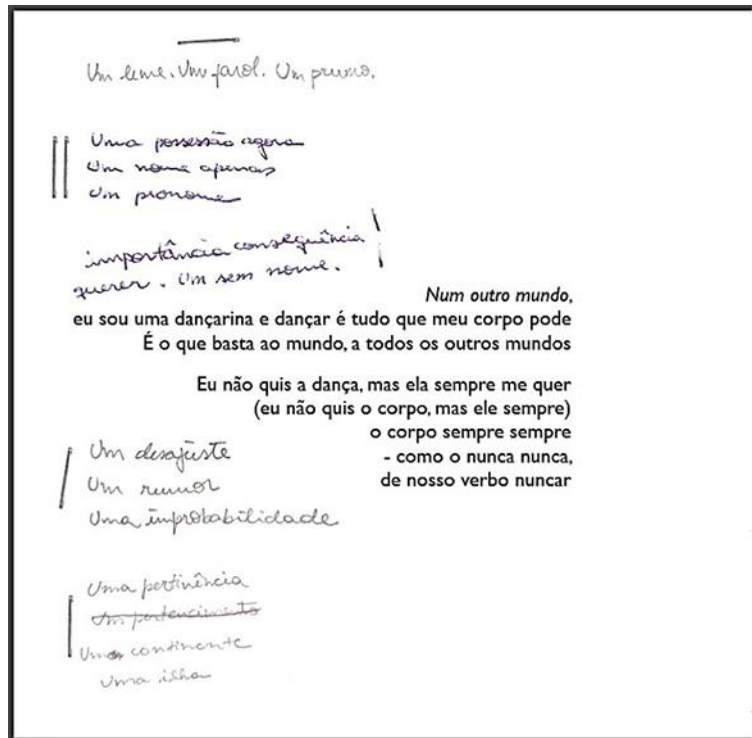 Um leme. Um farol. Um prumo.
Uma possessão agora
Um nome apenas
Um pronome
importância consequência
querer. Um sem nome.
Num outro mundo,
eu sou uma dançarina e dançar é tudo que meu corpo pode
É o que basta ao mundo, a todos os outros mundos
Eu não quis a dança, mas ela sempre me quer
(eu não quis o corpo, mas ele sempre)
o corpo sempre sempre
- como o nunca nunca,
de nosso verbo nuncar
Um desajuste
Um rumor
Uma improbabilidade
Uma pertinência
Um pertencimento
Um continente
Uma ilha